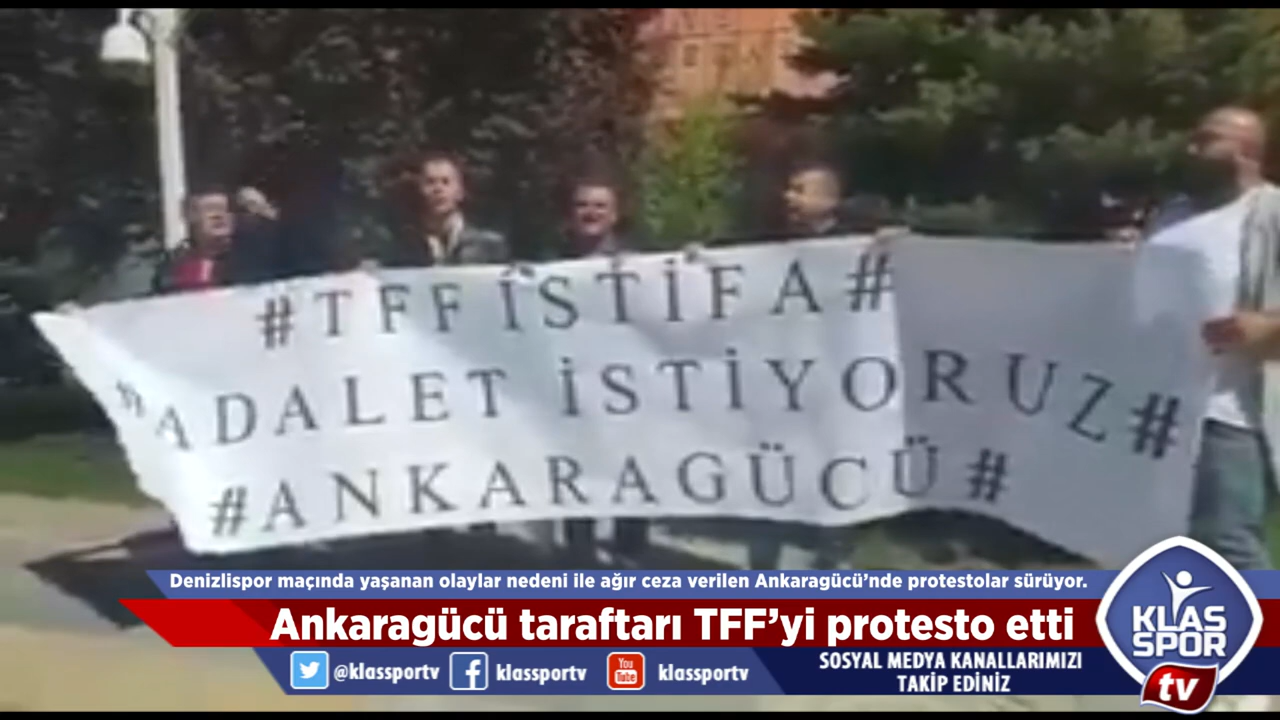 #TFF İSTİFA#
"ADALET İSTİYORUZ#
#ANKARAGÜCÜ#
Denizlispor maçında yaşanan olaylar nedeni ile ağır ceza verilen Ankaragücü’nde protestolar sürüyor.
Ankaragücü taraftarı TFF’yi protesto etti
@klassportv klassportv You Tube klassportv
SOSYAL MEDYA KANALLARIMIZI
TAKİP EDİNİZ
KLAS
SPOR
tv